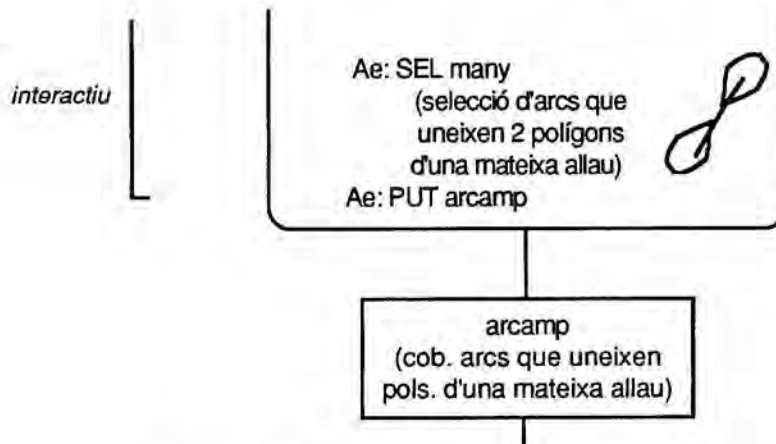 interactiu
Ae: SEL many
(selecció d'arcs que
uneixen 2 polígons
d'una mateixa allau)
Ae: PUT arcamp
arcamp
(cob. arcs que uneixen
pols. d'una mateixa allau)